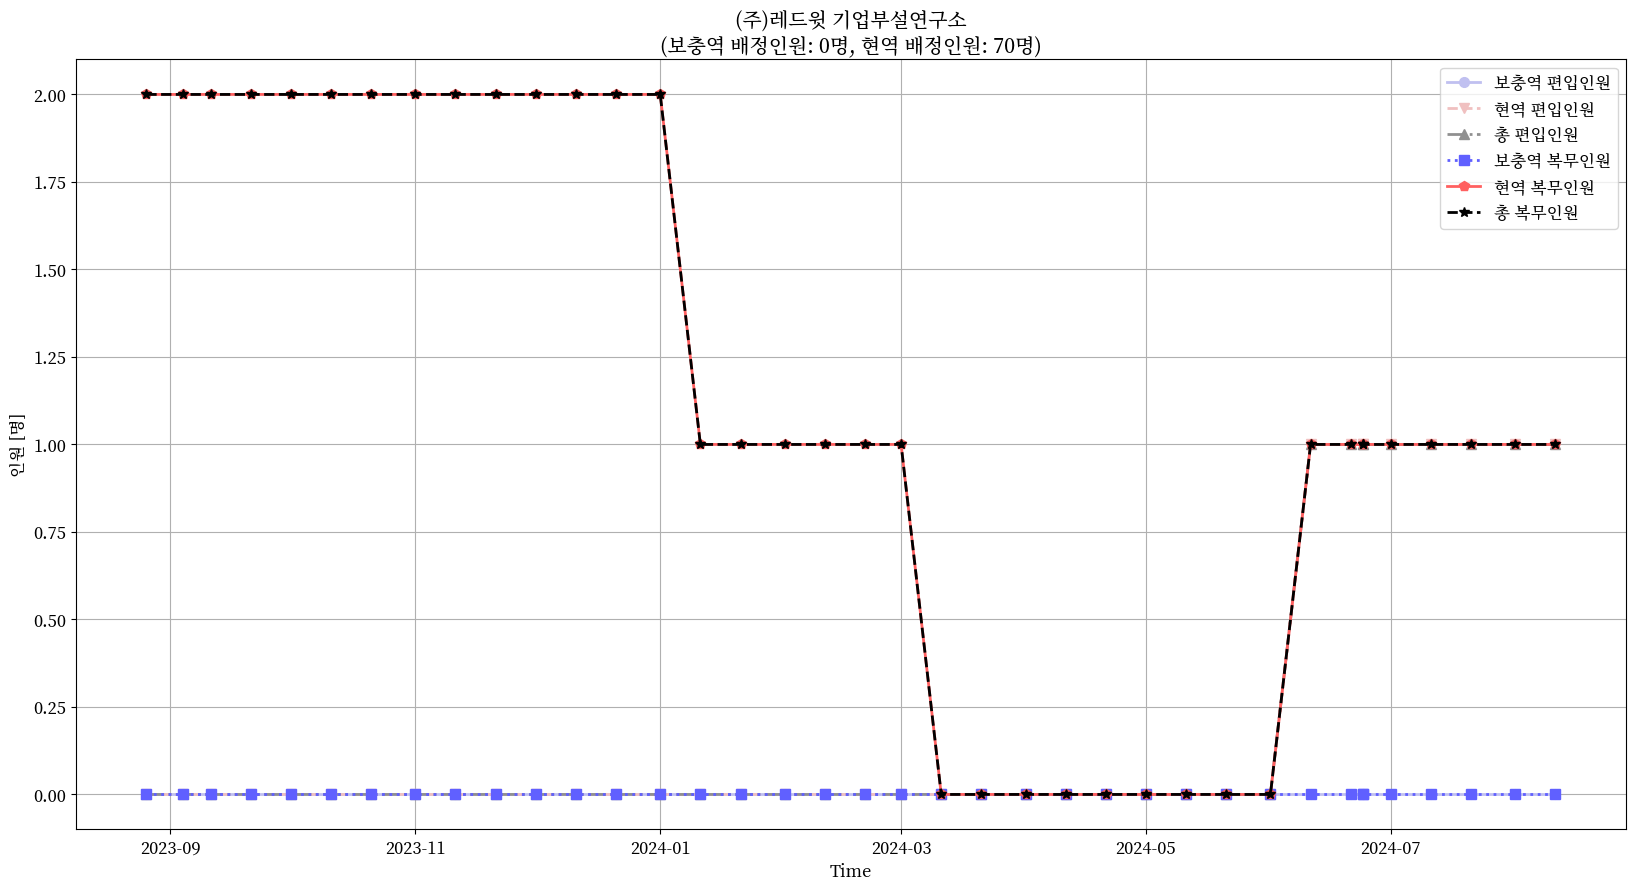 (주)레드윗 기업부설연구소
(보충역 배정인원: 0명, 현역 배정인원: 70명)
보충역 편입인원
현역 편입인원
총 편입인원
보충역 복무인원
현역 복무인원
총 복무인원
인원 [명]
2.00
1.75
1.50
1.25
1.00
0.75
0.50
0.25
0.00
2023-09
2023-11
2024-01
2024-03
2024-05
2024-07
Time